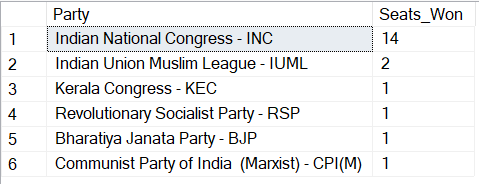 Party Seats_Won
1 Indian National Congress - INC 14
2 Indian Union Muslim League - IUML 2
3 Kerala Congress - KEC 1
4 Revolutionary Socialist Party - RSP 1
5 Bharatiya Janata Party - BJP 1
6 Communist Party of India  (Marxist) - CPI(M) 1